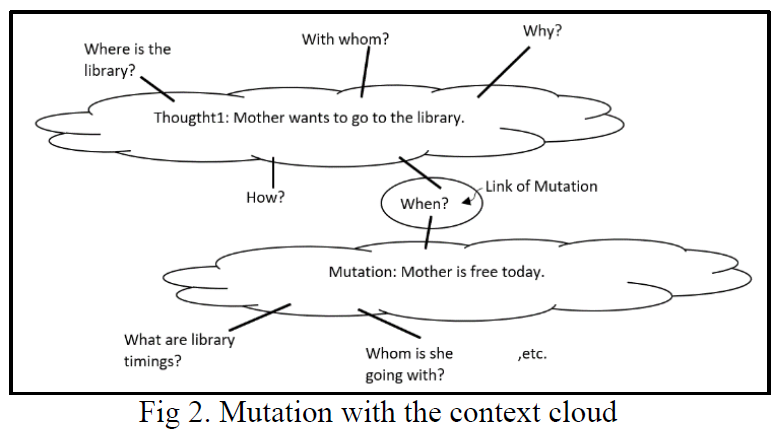 Why?
With whom?
Where is the
library?
Thougtht1: Mother wants to go to the library.
How?
Link of Mutation
When?
Mutation: Mother is free today.
What are library
timings?
Whom is she
going with?
,etc.
Fig 2. Mutation with the context cloud